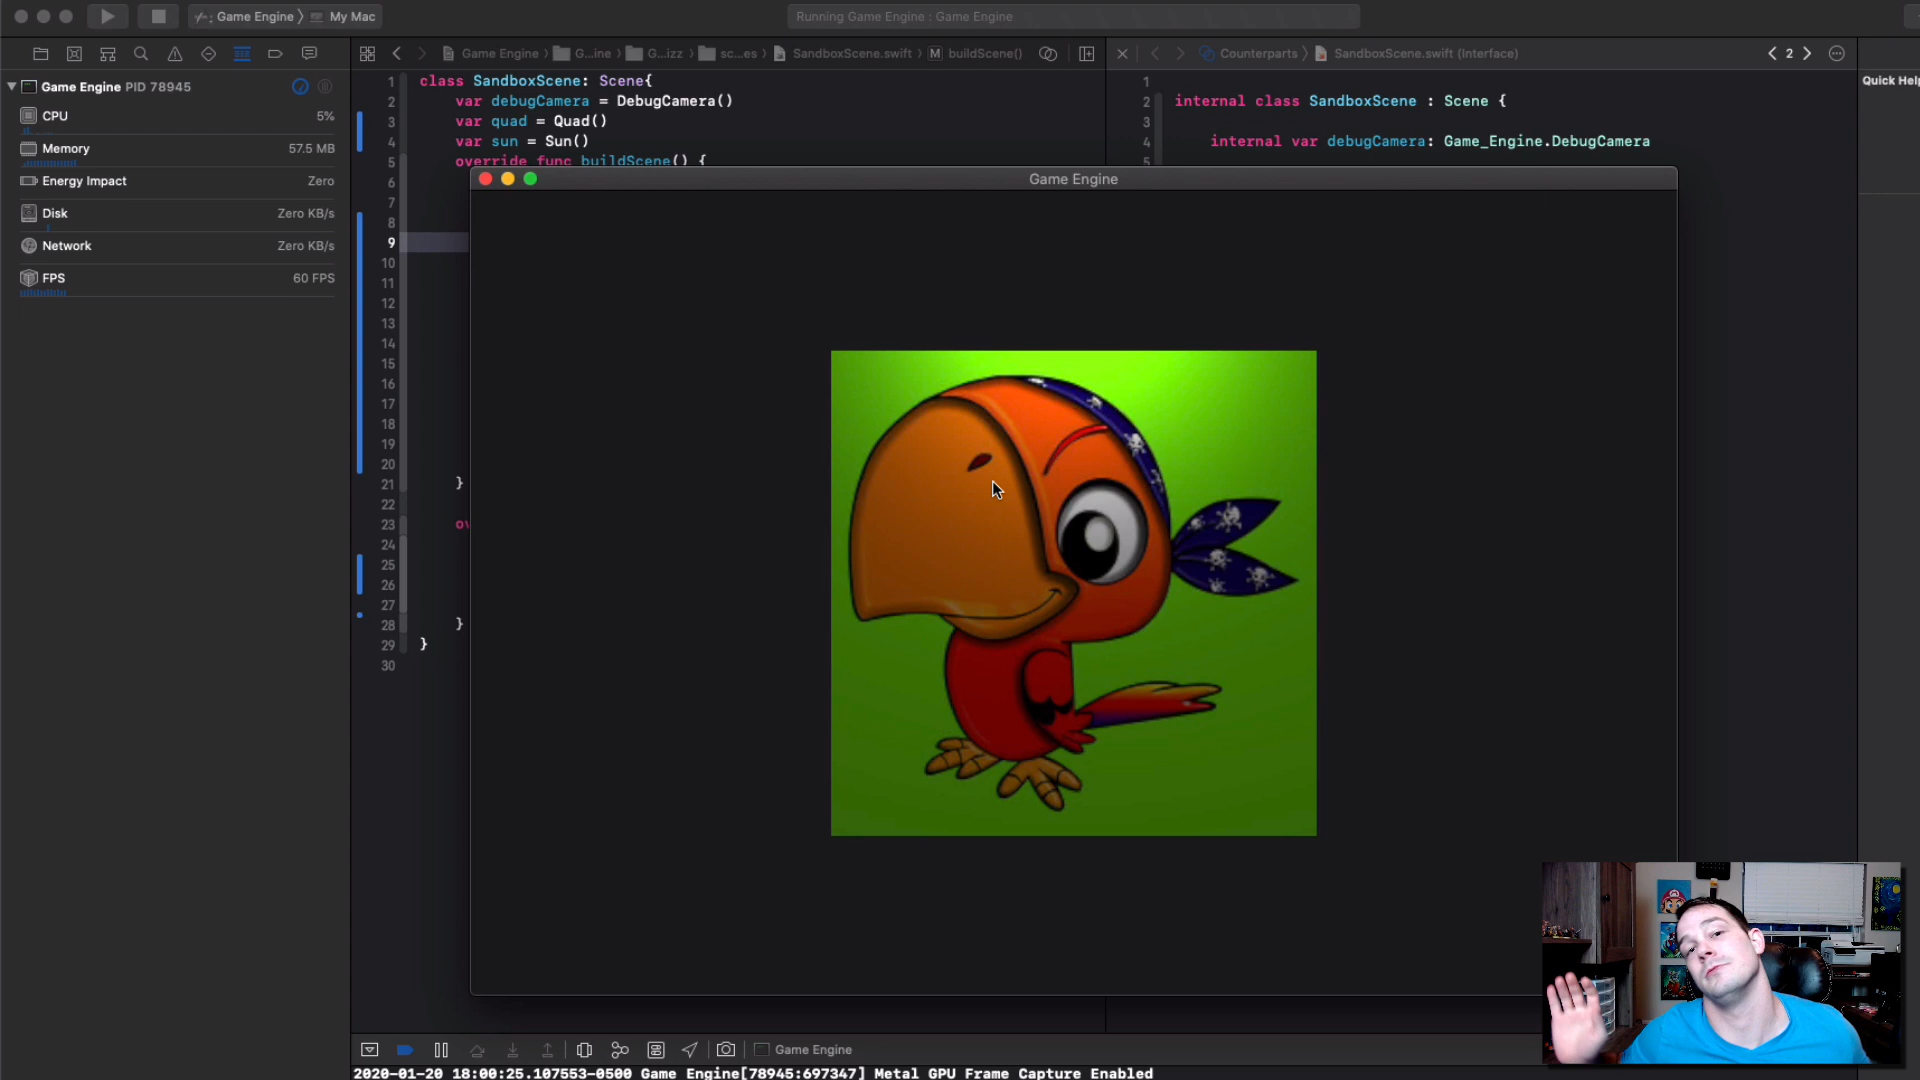 Game Engine 〉 My Mac
Running Game Engine : Game Engine
Game Engine PID 78945
CPU 5%
Memory 57.5 MB
Energy Impact Zero
Disk Zero KB/s
Network Zero KB/s
FPS 60 FPS
Game Engine 〉 G...ine 〉 G...izz 〉 sc...es 〉 SandboxScene.swift 〉 M buildScene()
1 class SandboxScene: Scene{
2 var debugCamera = DebugCamera()
3 var quad = Quad()
4 var sun = Sun()
5 override func buildScene() {
6
7
8
9
10
11
12
13
14
15
16
17
18
19
20
21 }
22
23 ov
24
25
26
27
28 }
29 }
30
Counterparts 〉 SandboxScene.swift (Interface)
2
Quick Help
1
2 internal class SandboxScene : Scene {
3
4 internal var debugCamera: Game_Engine.DebugCamera
5
Game Engine
Game Engine
2020-01-20 18:00:25.107553-0500 Game Engine[78945:697347] Metal GPU Frame Capture Enabled